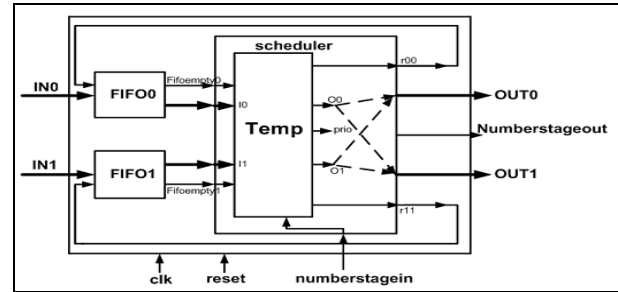 scheduler
r00
IN0
FIFO0
Fifoempty0
I0
O0
OUT0
Temp
prio
Numberstageout
IN1
FIFO1
Fifoempty1
I1
O1
OUT1
r11
clk
reset
numberstagein